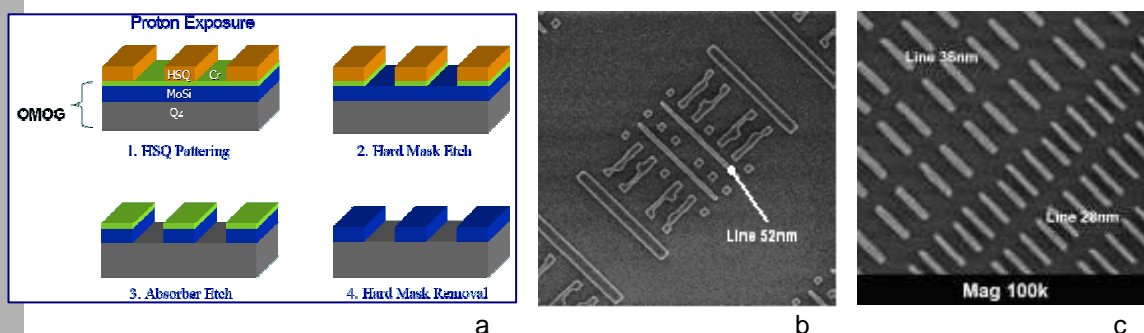 Proton Exposure
HSQ
Cr
MoSi
Qz
OMOG
1. HSQ Pattering
2. Hard Mask Etch
3. Absorber Etch
4. Hard Mask Removal
a
Line 52nm
b
Line 36nm
Line 28nm
Mag 100k
c